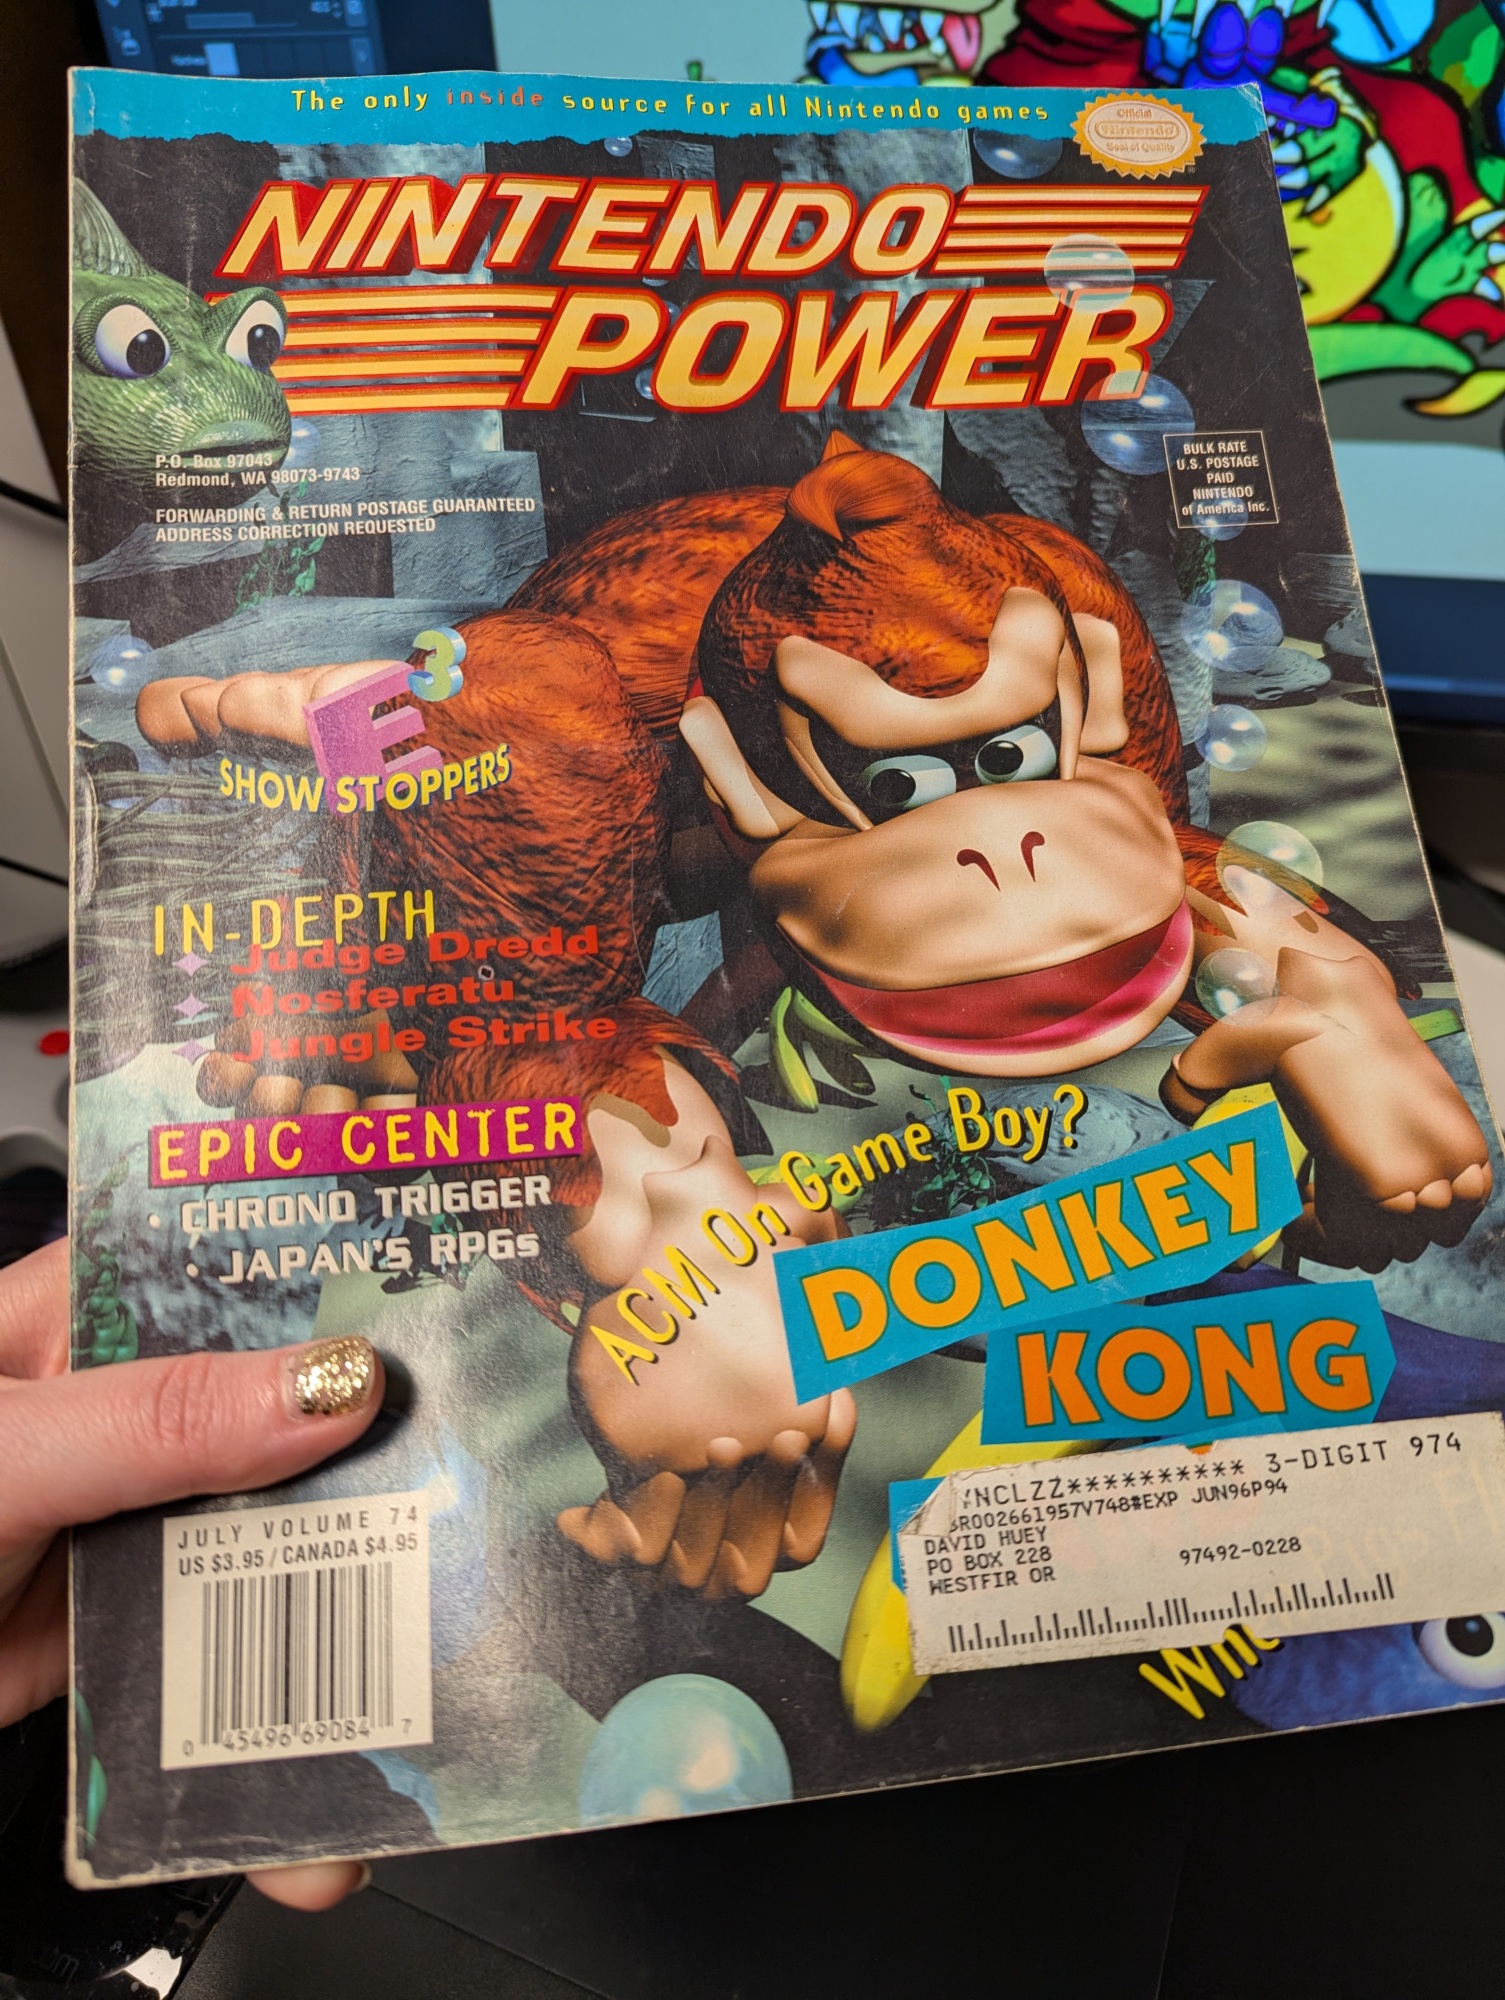 The only inside source for all Nintendo games
Official
Nintendo
Seal of Quality
NINTENDO
POWER
P.O. Box 97043
Redmond, WA 98073-9743
FORWARDING & RETURN POSTAGE GUARANTEED
ADDRESS CORRECTION REQUESTED
BULK RATE
U.S. POSTAGE
PAID
NINTENDO
of America Inc.
E3
SHOW STOPPERS
IN-DEPTH
Judge Dredd
Nosferatu
Jungle Strike
EPIC CENTER
• CHRONO TRIGGER
• JAPAN'S RPGs
ACM On Game Boy?
DONKEY
KONG
JULY VOLUME 74
US $3.95 / CANADA $4.95
0 45496 69084 7
YNCLZZ********** 3-DIGIT 974
BR002661957V748#EXP JUN96P94
DAVID HUEY
PO BOX 228 97492-0228
WESTFIR OR